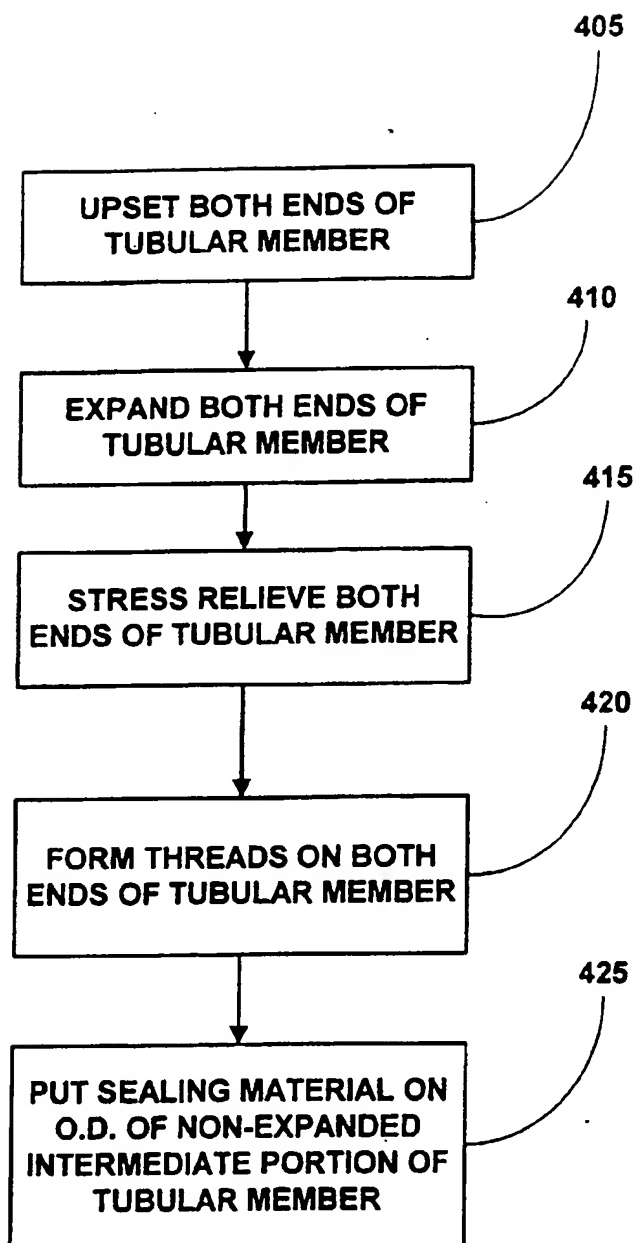 405
UPSET BOTH ENDS OF
TUBULAR MEMBER
410
EXPAND BOTH ENDS OF
TUBULAR MEMBER
415
STRESS RELIEVE BOTH
ENDS OF TUBULAR MEMBER
420
FORM THREADS ON BOTH
ENDS OF TUBULAR MEMBER
425
PUT SEALING MATERIAL ON
O.D. OF NON-EXPANDED
INTERMEDIATE PORTION OF
TUBULAR MEMBER